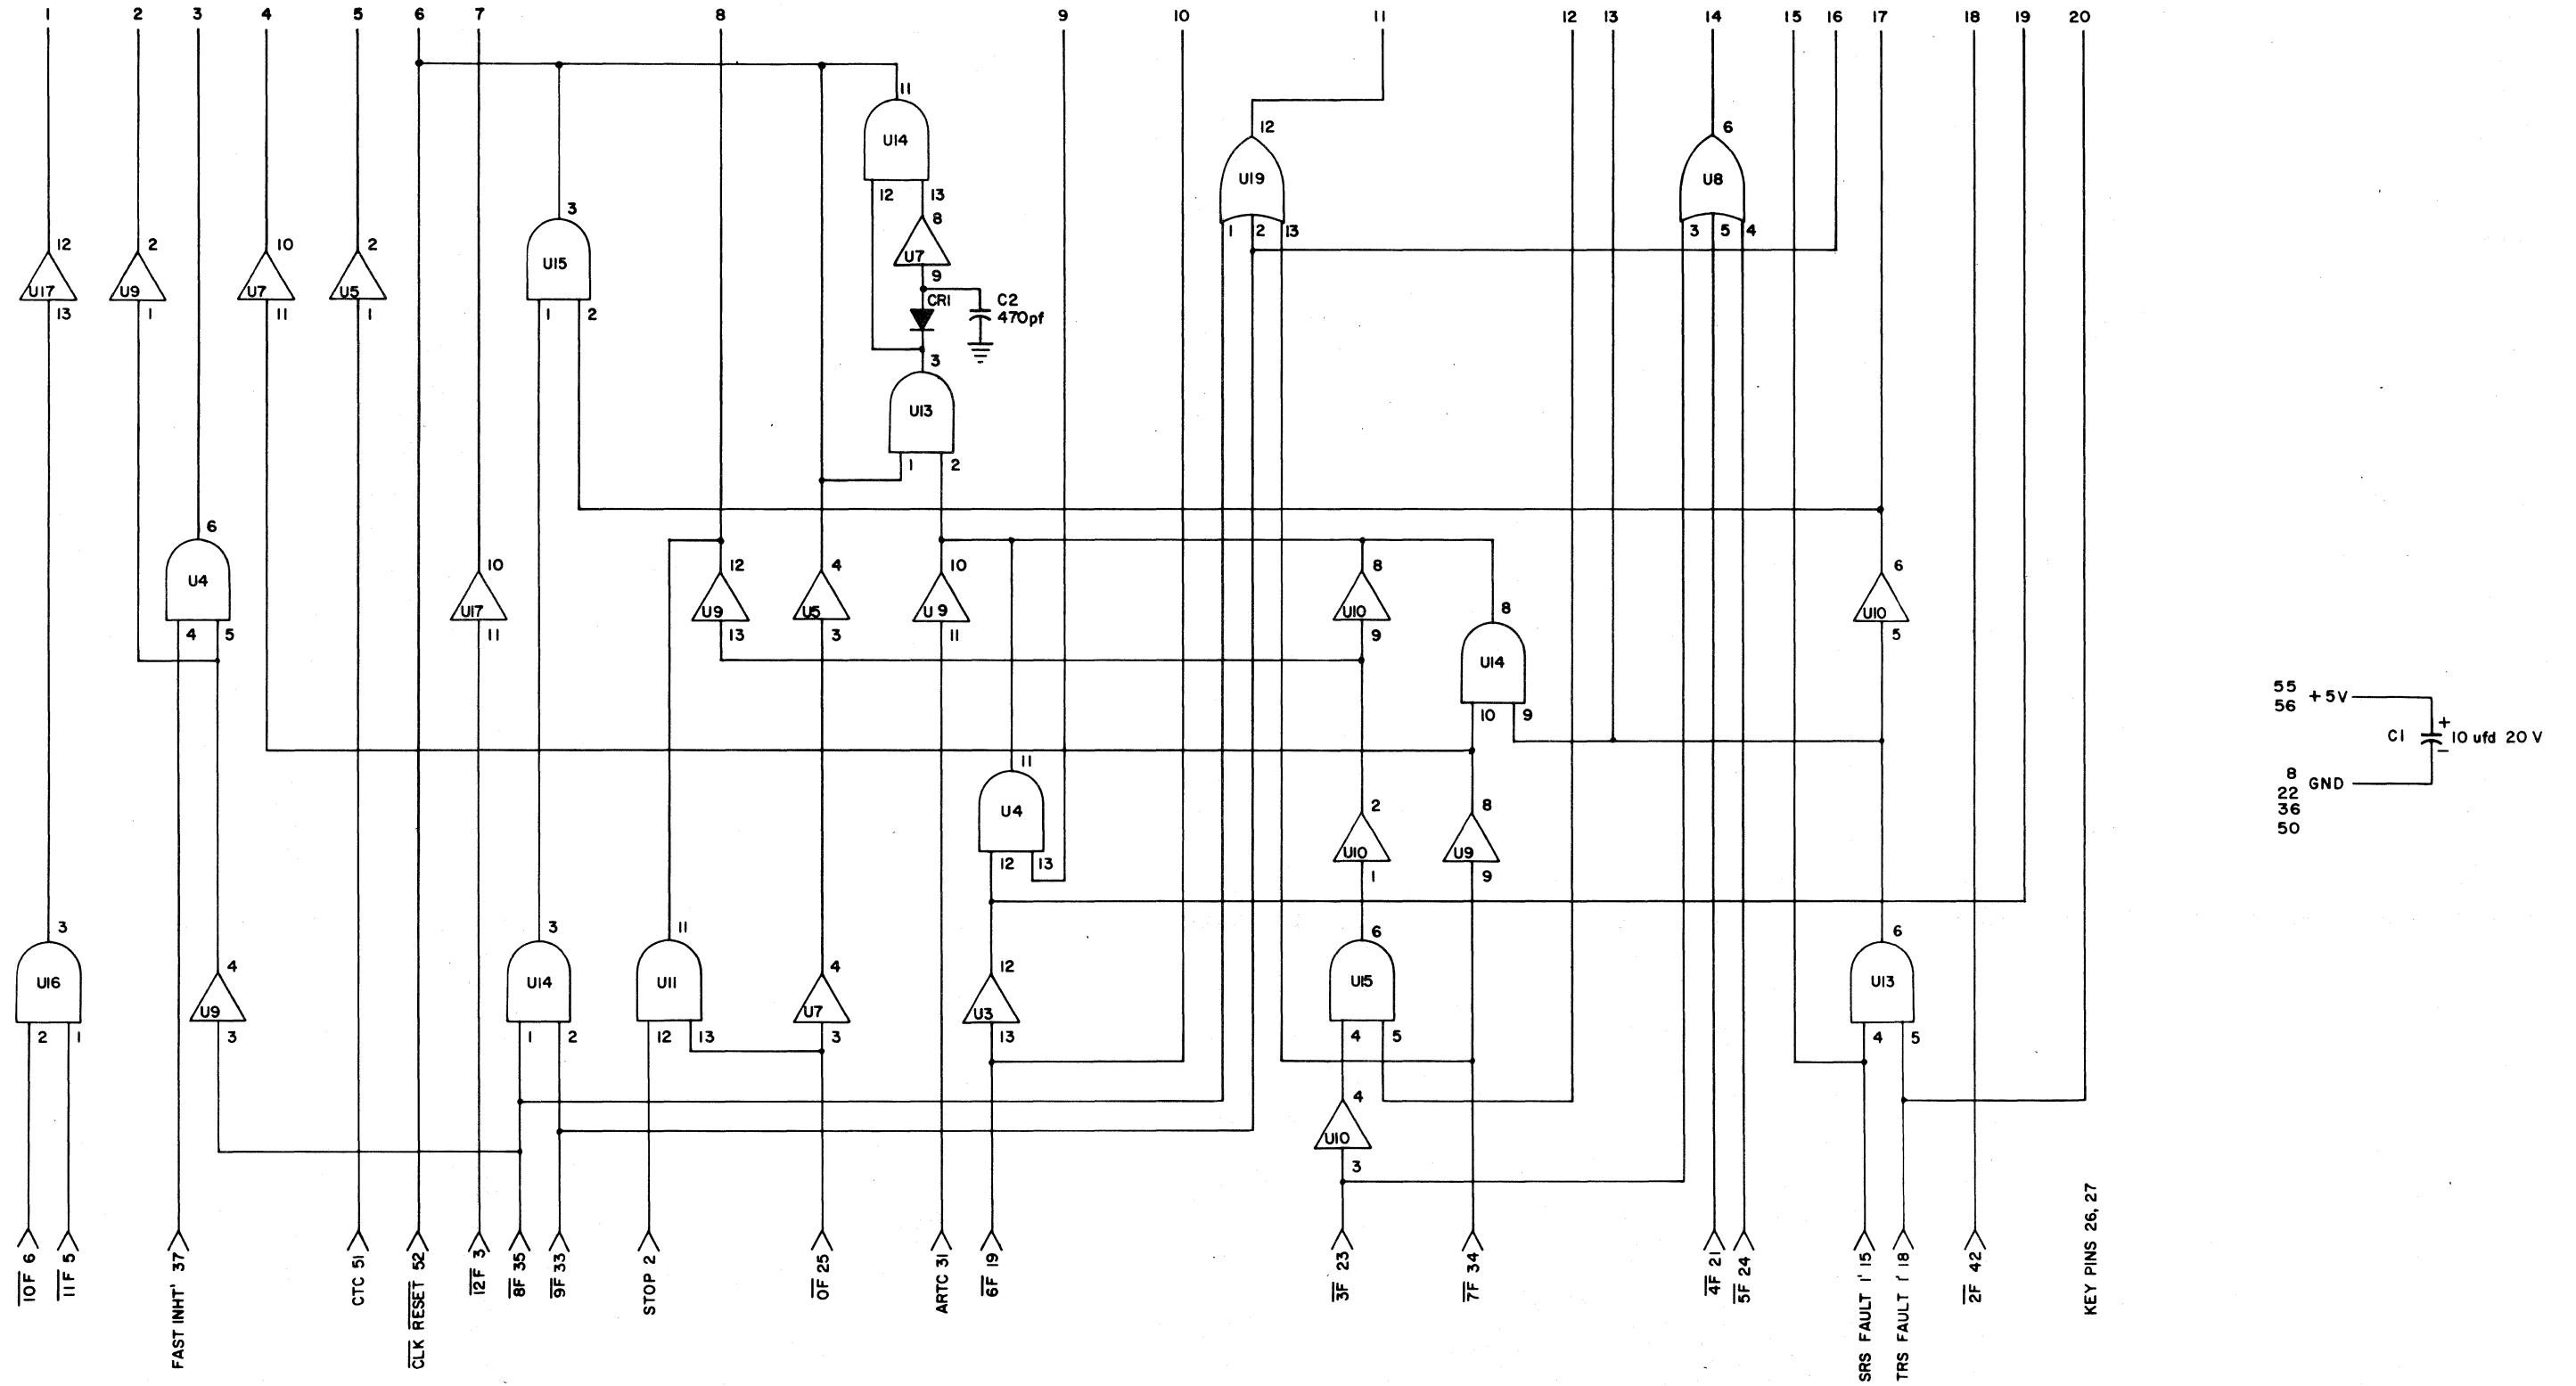 1 2 3 4 5 6 7 8 9 10 11 12 13 14 15 16 17 18 19 20
11
12 6
U14
U19 U8
12 13
3 8
1 2 13 3 5 4
12 2 10 2
U15 U7
9
U17 U9 U7 U5
CR1 C2
13 1 11 1 1 2 470pf
3
U13
1 2
6
10 12 4 10 8 6
U4
U17 U9 U5 U9 U10 U10
8
4 5 11 13 3 11 9 5
U14
55 +5V
56
10 9
+
C1 10 ufd 20 V
-
11
8 GND
22
36
50
2 8
U4
U10 U9
12 13
1 9
3 3 11 6 6
4 4 12
U16 U14 U11 U15 U13
U9 U7 U3
2 1 3 1 2 12 13 3 13 4 5 4 5
4
U10
3
10F 6
11F 5
FAST INHT' 37
CTC 51
CLK RESET 52
12F 3
8F 35
9F 33
STOP 2
0F 25
ARTC 31
6F 19
3F 23
7F 34
4F 21
5F 24
SRS FAULT 1' 15
TRS FAULT 1' 18
2F 42
KEY PINS 26, 27